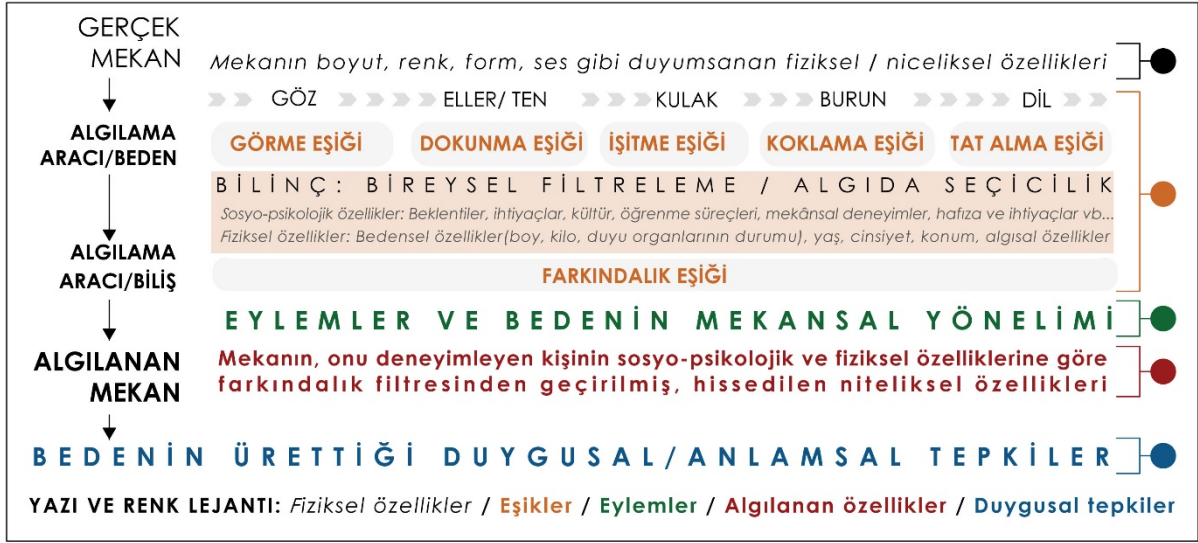 GERÇEK
MEKAN
Mekanın boyut, renk, form, ses gibi duyumsanan fiziksel / niceliksel özellikleri
GÖZ ELLER/ TEN KULAK BURUN DİL
ALGILAMA
ARACI/BEDEN
GÖRME EŞİĞİ DOKUNMA EŞİĞİ İŞİTME EŞİĞİ KOKLAMA EŞİĞİ TAT ALMA EŞİĞİ
BİLİNÇ: BİREYSEL FİLTRELEME / ALGIDA SEÇİCİLİK
Sosyo-psikolojik özellikler: Beklentiler, ihtiyaçlar, kültür, öğrenme süreçleri, mekânsal deneyimler, hafıza ve ihtiyaçlar vb...
Fiziksel özellikler: Bedensel özellikler(boy, kilo, duyu organlarının durumu), yaş, cinsiyet, konum, algısal özellikler
ALGILAMA
ARACI/BİLİŞ
FARKINDALIK EŞİĞİ
EYLEMLER VE BEDENİN MEKANSAL YÖNELİMİ
ALGILANAN
MEKAN
Mekanın, onu deneyimleyen kişinin sosyo-psikolojik ve fiziksel özelliklerine göre
farkındalık filtresinden geçirilmiş, hissedilen niteliksel özellikleri
BEDENİN ÜRETTİĞİ DUYGUSAL/ANLAMSAL TEPKİLER
YAZI VE RENK LEJANTI: Fiziksel özellikler / Eşikler / Eylemler / Algılanan özellikler / Duygusal tepkiler